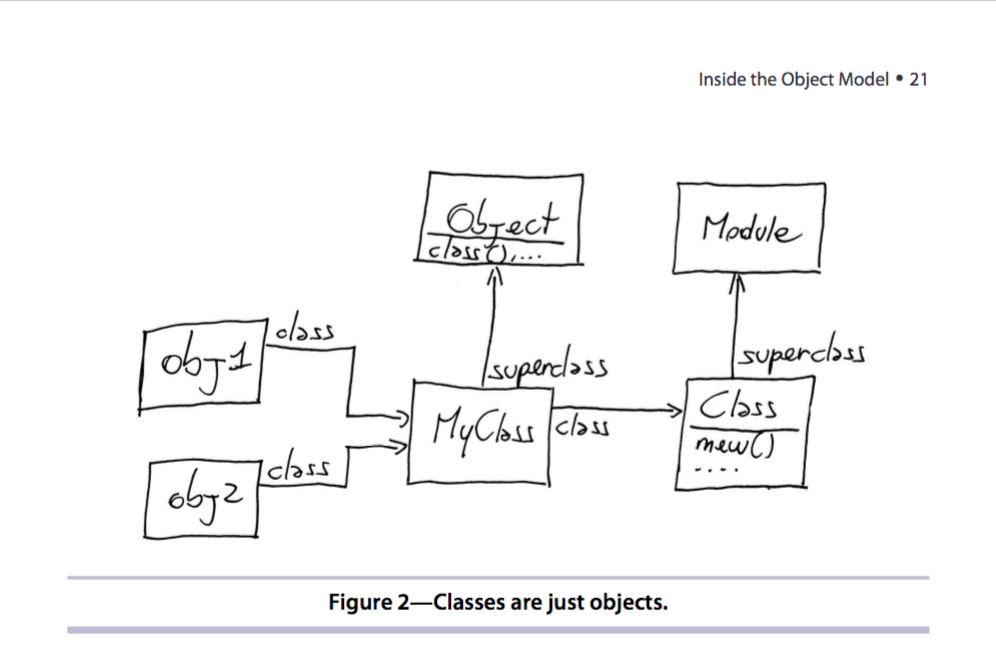 Inside the Object Model • 21
Object
class(),...
Module
class
obj1
superclass
superclass
MyClass
class
Class
new()
....
class
obj2
Figure 2—Classes are just objects.